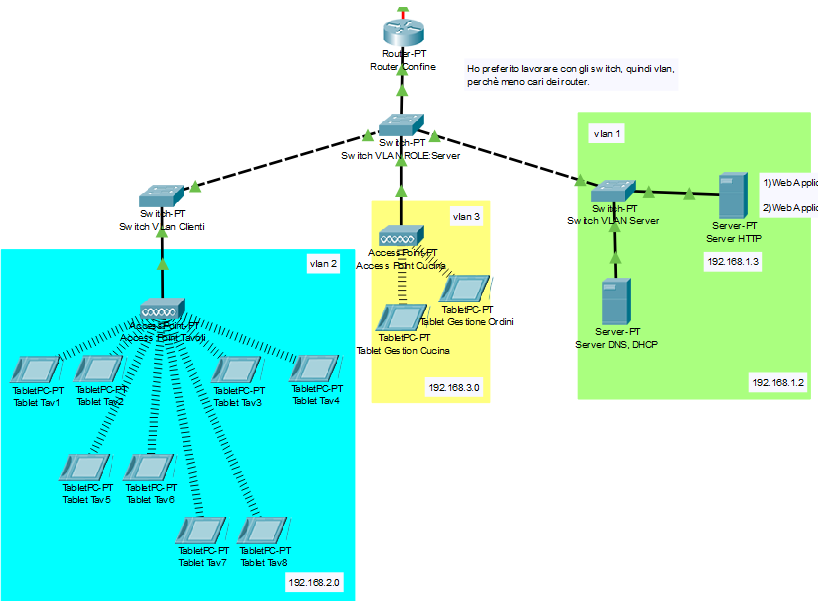 Router-PT
Router Confine
Ho preferito lavorare con gli switch, quindi vlan,
perchè meno cari dei router.
Switch-PT
Switch VLAN ROLE:Server
vlan 1
Switch-PT
Switch VLan Clienti
Switch-PT
Switch VLAN Server
1)Web Applic
2)Web Applic
Server-PT
Server HTTP
192.168.1.3
vlan 3
AccessPoint-PT
Access Point Cucina
vlan 2
TabletPC-PT
Tablet Gestione Ordini
TabletPC-PT
Tablet Gestion Cucina
192.168.3.0
Server-PT
Server DNS, DHCP
192.168.1.2
AccessPoint-PT
Access Point Tavoli
TabletPC-PT
Tablet Tav1
TabletPC-PT
Tablet Tav2
TabletPC-PT
Tablet Tav3
TabletPC-PT
Tablet Tav4
TabletPC-PT
Tablet Tav5
TabletPC-PT
Tablet Tav6
TabletPC-PT
Tablet Tav7
TabletPC-PT
Tablet Tav8
192.168.2.0